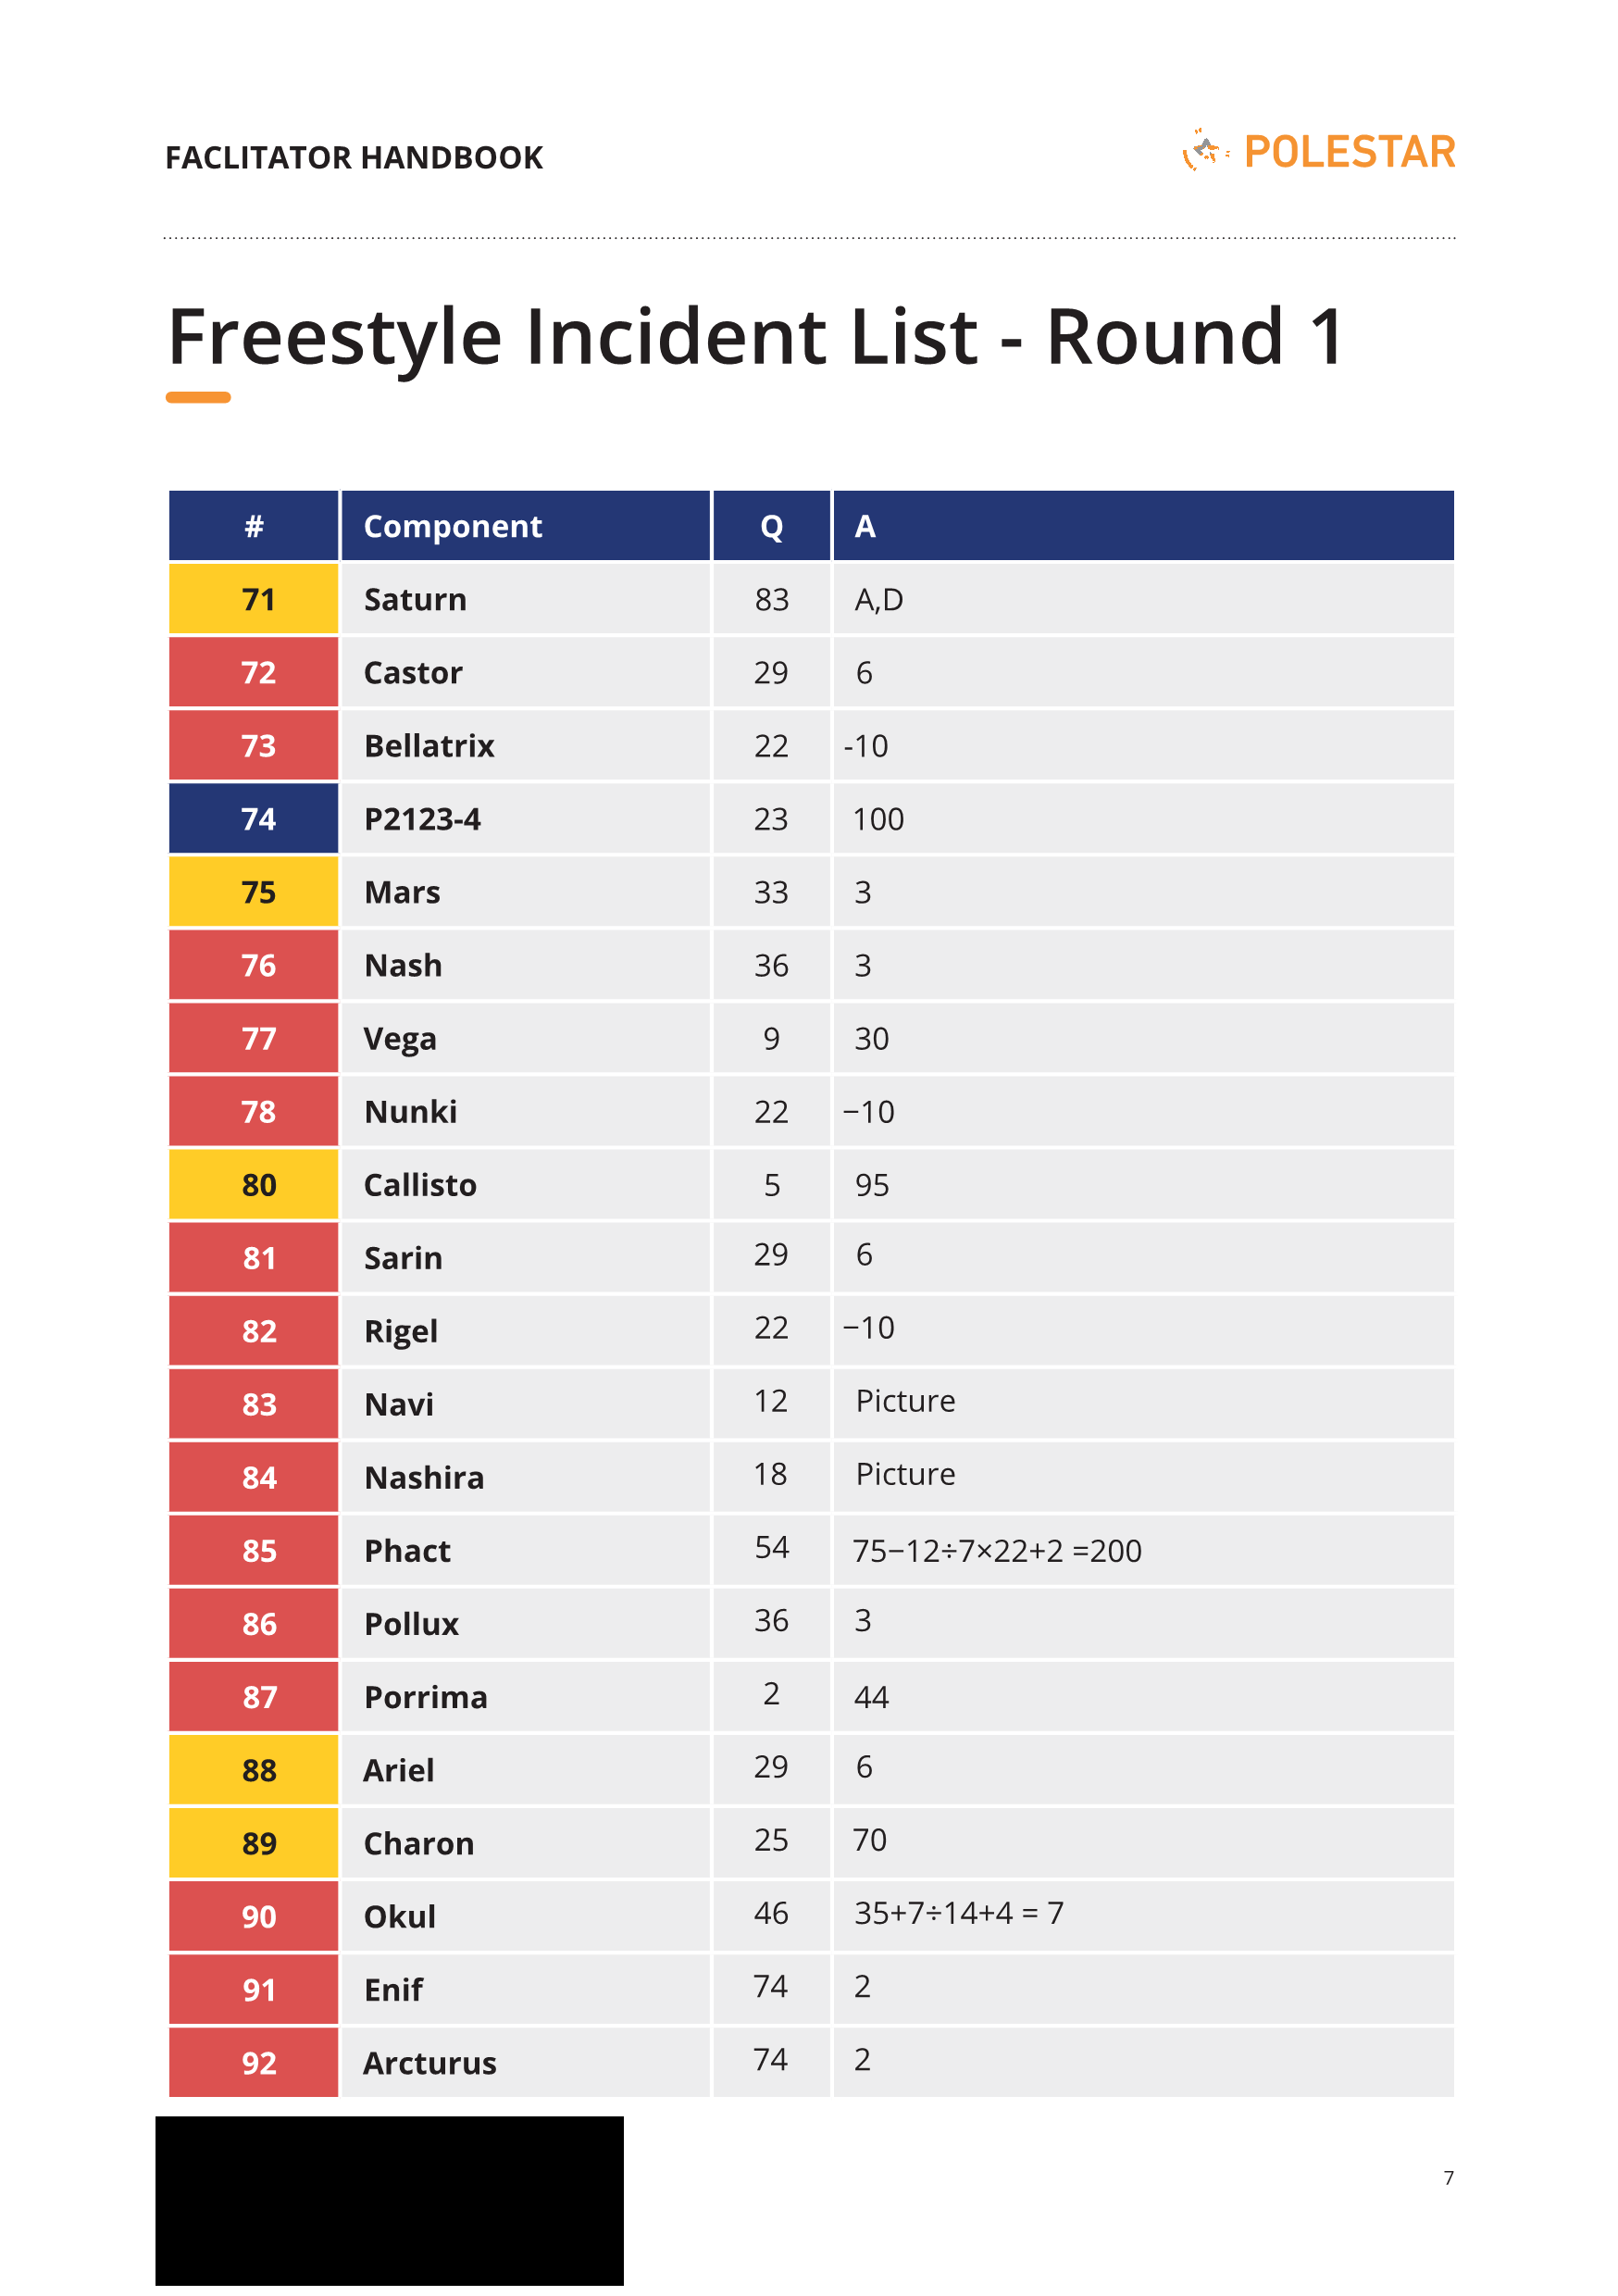 FACLITATOR HANDBOOK
POLESTAR
Freestyle Incident List - Round 1
# Component Q A
71 Saturn 83 A,D
72 Castor 29 6
73 Bellatrix 22 -10
74 P2123-4 23 100
75 Mars 33 3
76 Nash 36 3
77 Vega 9 30
78 Nunki 22 −10
80 Callisto 5 95
81 Sarin 29 6
82 Rigel 22 −10
83 Navi 12 Picture
84 Nashira 18 Picture
85 Phact 54 75−12÷7×22+2 =200
86 Pollux 36 3
87 Porrima 2 44
88 Ariel 29 6
89 Charon 25 70
90 Okul 46 35+7÷14+4 = 7
91 Enif 74 2
92 Arcturus 74 2
7